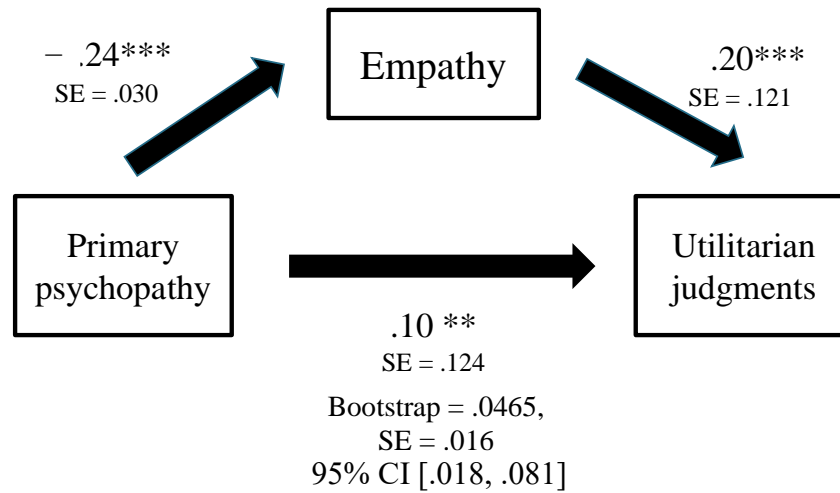 – .24***
SE = .030
Empathy
.20***
SE = .121
Primary
psychopathy
Utilitarian
judgments
.10 **
SE = .124
Bootstrap = .0465,
SE = .016
95% CI [.018, .081]